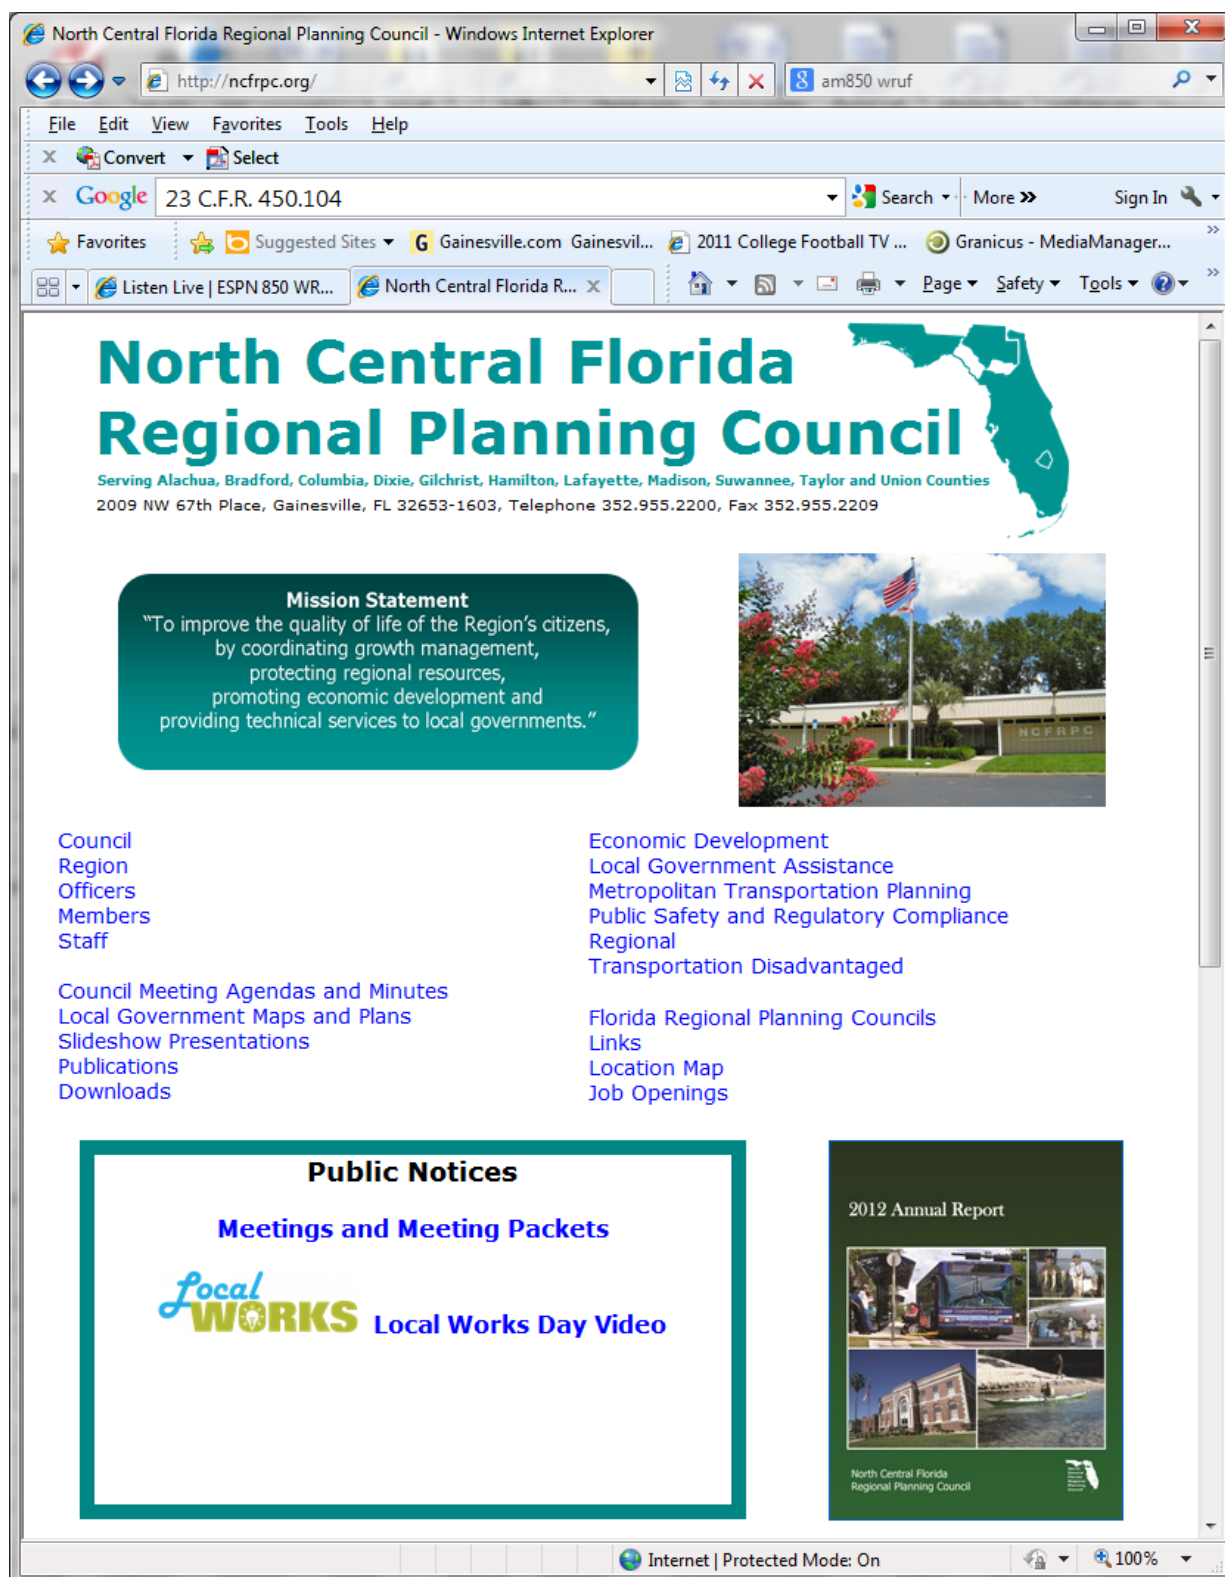 North Central Florida Regional Planning Council - Windows Internet Explorer
http://ncfrpc.org/
am850 wruf
File Edit View Favorites Tools Help
x Convert Select
x Google 23 C.F.R. 450.104 Search More >> Sign In
Favorites Suggested Sites G Gainesville.com Gainesvil... 2011 College Football TV ... Granicus - MediaManager...
Listen Live | ESPN 850 WR... North Central Florida R... x Page Safety Tools
North Central Florida
Regional Planning Council
Serving Alachua, Bradford, Columbia, Dixie, Gilchrist, Hamilton, Lafayette, Madison, Suwannee, Taylor and Union Counties
2009 NW 67th Place, Gainesville, FL 32653-1603, Telephone 352.955.2200, Fax 352.955.2209
Mission Statement
“To improve the quality of life of the Region’s citizens,
by coordinating growth management,
protecting regional resources,
promoting economic development and
providing technical services to local governments.”
NCFRPC
Council
Region
Officers
Members
Staff
Council Meeting Agendas and Minutes
Local Government Maps and Plans
Slideshow Presentations
Publications
Downloads
Economic Development
Local Government Assistance
Metropolitan Transportation Planning
Public Safety and Regulatory Compliance
Regional
Transportation Disadvantaged
Florida Regional Planning Councils
Links
Location Map
Job Openings
Public Notices
Meetings and Meeting Packets
Local
WORKS
Local Works Day Video
2012 Annual Report
North Central Florida
Regional Planning Council
Internet | Protected Mode: On 100%